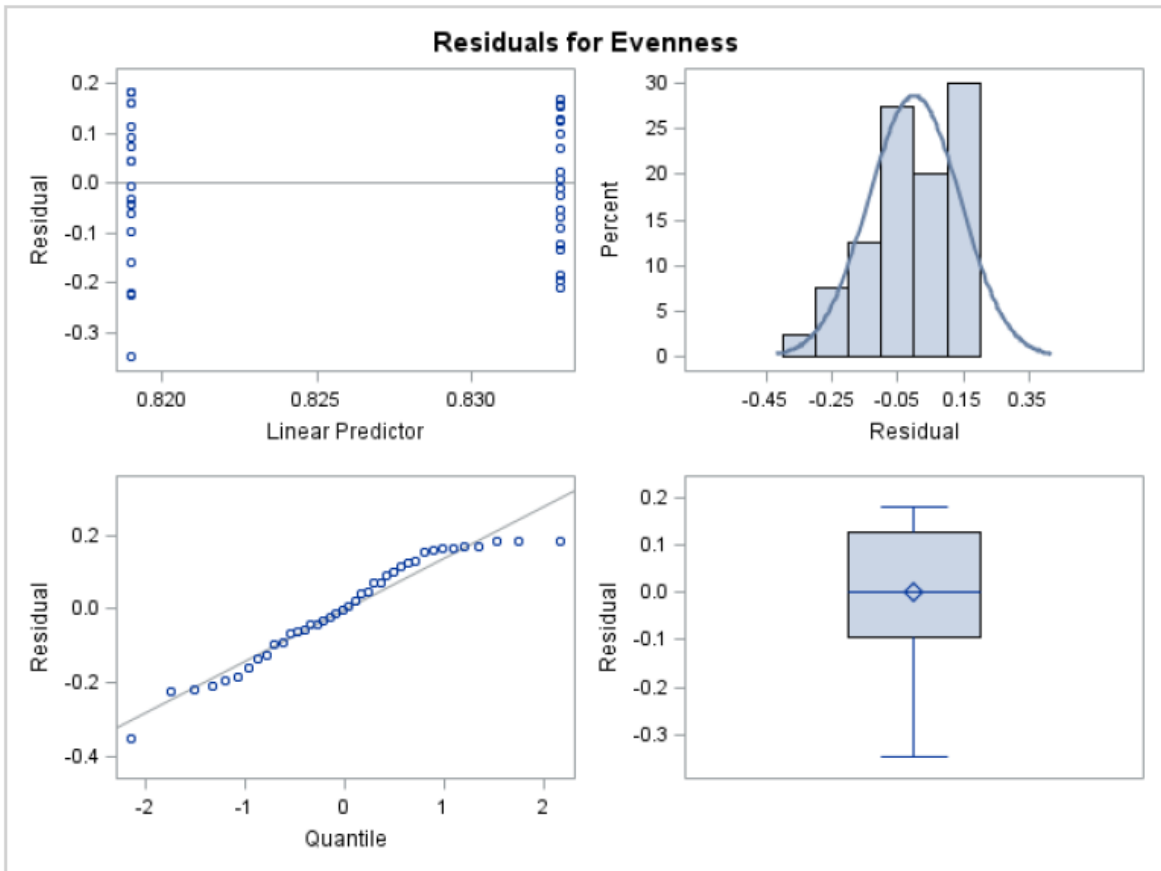 Residuals for Evenness
0.2
0.1
0.0
-0.1
-0.2
-0.3
Residual
0.820 0.825 0.830
Linear Predictor
30
25
20
15
10
5
0
Percent
-0.45 -0.25 -0.05 0.15 0.35
Residual
0.2
0.0
-0.2
-0.4
Residual
-2 -1 0 1 2
Quantile
0.2
0.1
0.0
-0.1
-0.2
-0.3
Residual